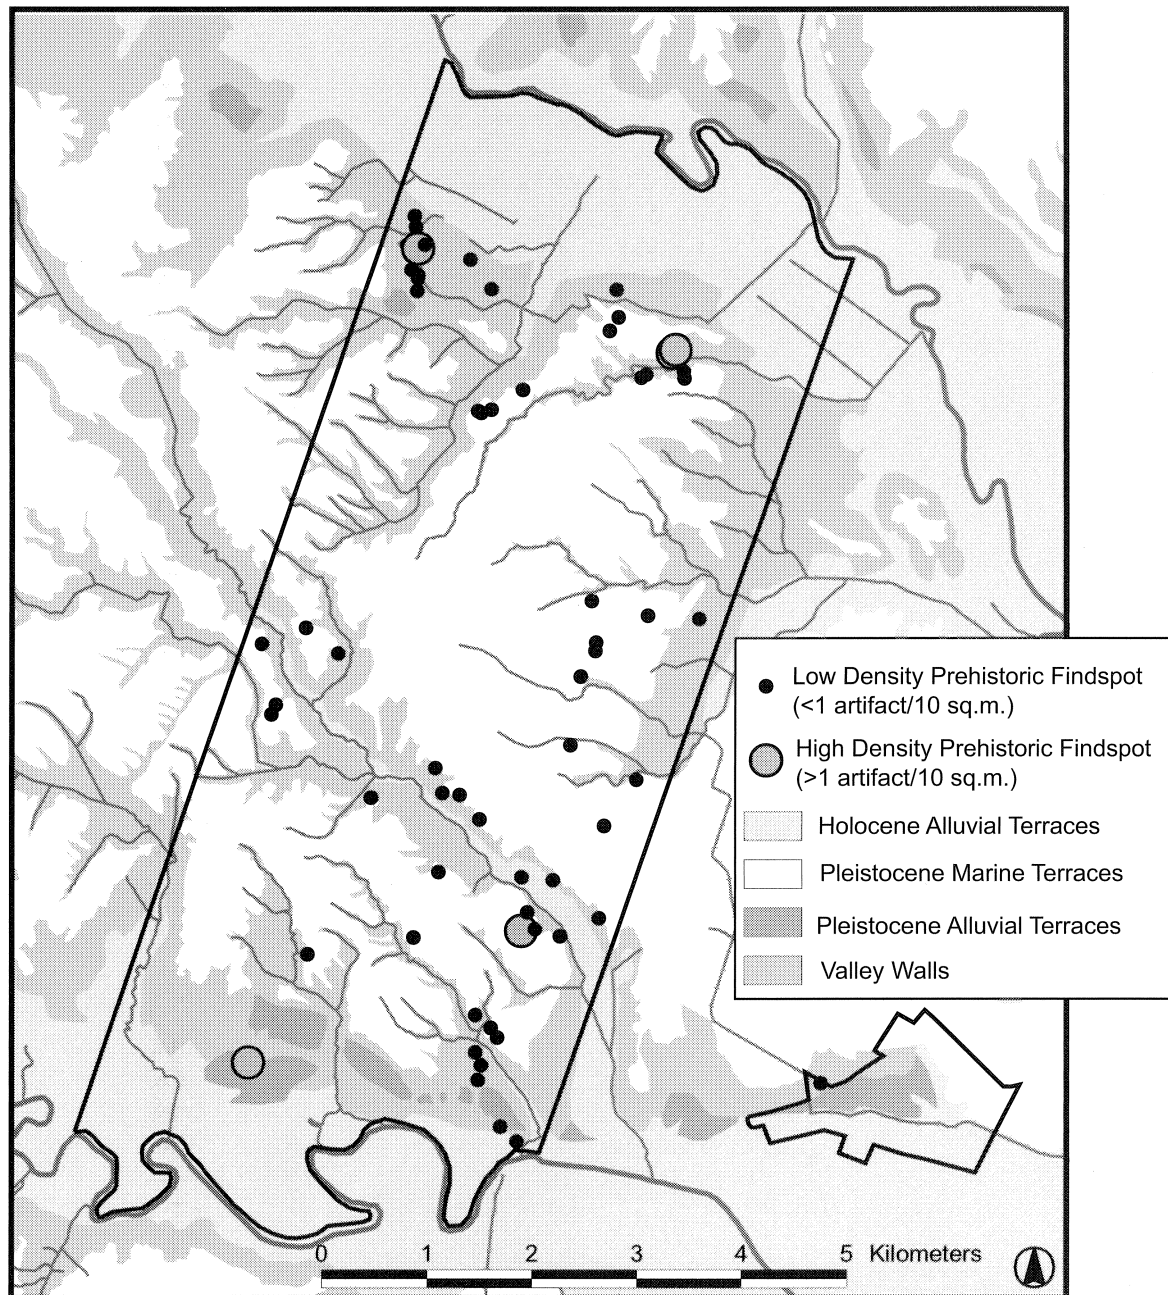 Low Density Prehistoric Findspot
(<1 artifact/10 sq.m.)
High Density Prehistoric Findspot
(>1 artifact/10 sq.m.)
Holocene Alluvial Terraces
Pleistocene Marine Terraces
Pleistocene Alluvial Terraces
Valley Walls
0 1 2 3 4 5 Kilometers